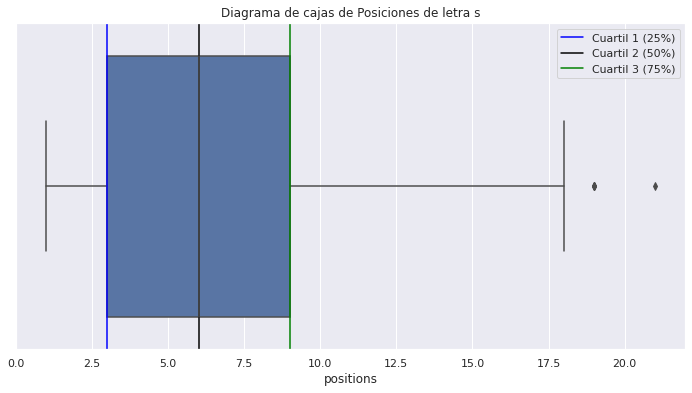 Diagrama de cajas de Posiciones de letra s
Cuartil 1 (25%)
Cuartil 2 (50%)
Cuartil 3 (75%)
0.0 2.5 5.0 7.5 10.0 12.5 15.0 17.5 20.0
positions